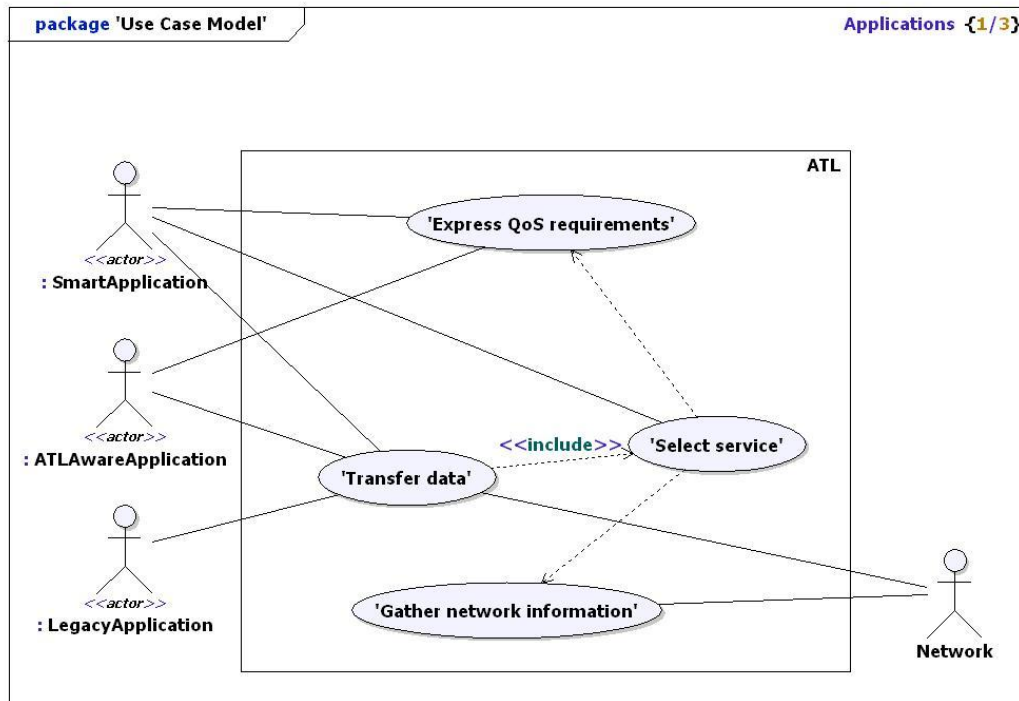 package 'Use Case Model'
Applications {1/3}
ATL
'Express QoS requirements'
<<actor>>
: SmartApplication
<<actor>>
: ATLAwareApplication
<<include>>
'Select service'
'Transfer data'
<<actor>>
: LegacyApplication
'Gather network information'
Network